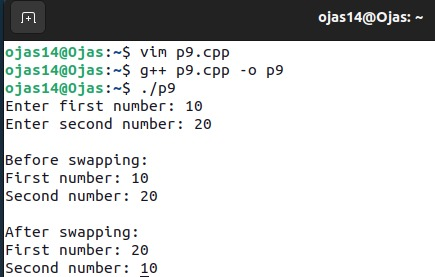 ojas14@Ojas: ~
ojas14@Ojas:~$ vim p9.cpp
ojas14@Ojas:~$ g++ p9.cpp -o p9
ojas14@Ojas:~$ ./p9
Enter first number: 10
Enter second number: 20

Before swapping:
First number: 10
Second number: 20

After swapping:
First number: 20
Second number: 10